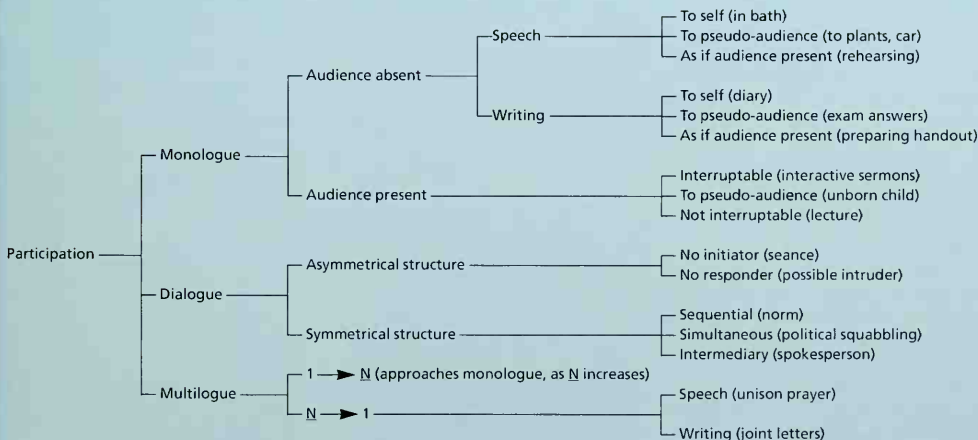 To self (in bath)
Speech
To pseudo-audience (to plants, car)
As if audience present (rehearsing)
Audience absent
To self (diary)
Writing
To pseudo-audience (exam answers)
As if audience present (preparing handout)
Monologue
Interruptable (interactive sermons)
Audience present
To pseudo-audience (unborn child)
Not interruptable (lecture)
Participation
No initiator (seance)
Asymmetrical structure
No responder (possible intruder)
Dialogue
Sequential (norm)
Symmetrical structure
Simultaneous (political squabbling)
Intermediary (spokesperson)
1 → N (approaches monologue, as N increases)
Multilogue
Speech (unison prayer)
N → 1
Writing (joint letters)